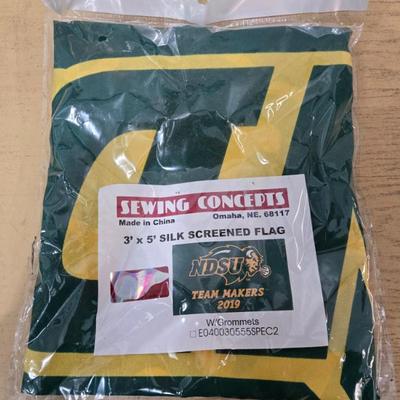 SEWING CONCEPTS
Made in China
Omaha, NE. 68117
3' x 5' SILK SCREENED FLAG
NDSU
TEAM MAKERS
2019
W/Grommets
E040030555SPEC2